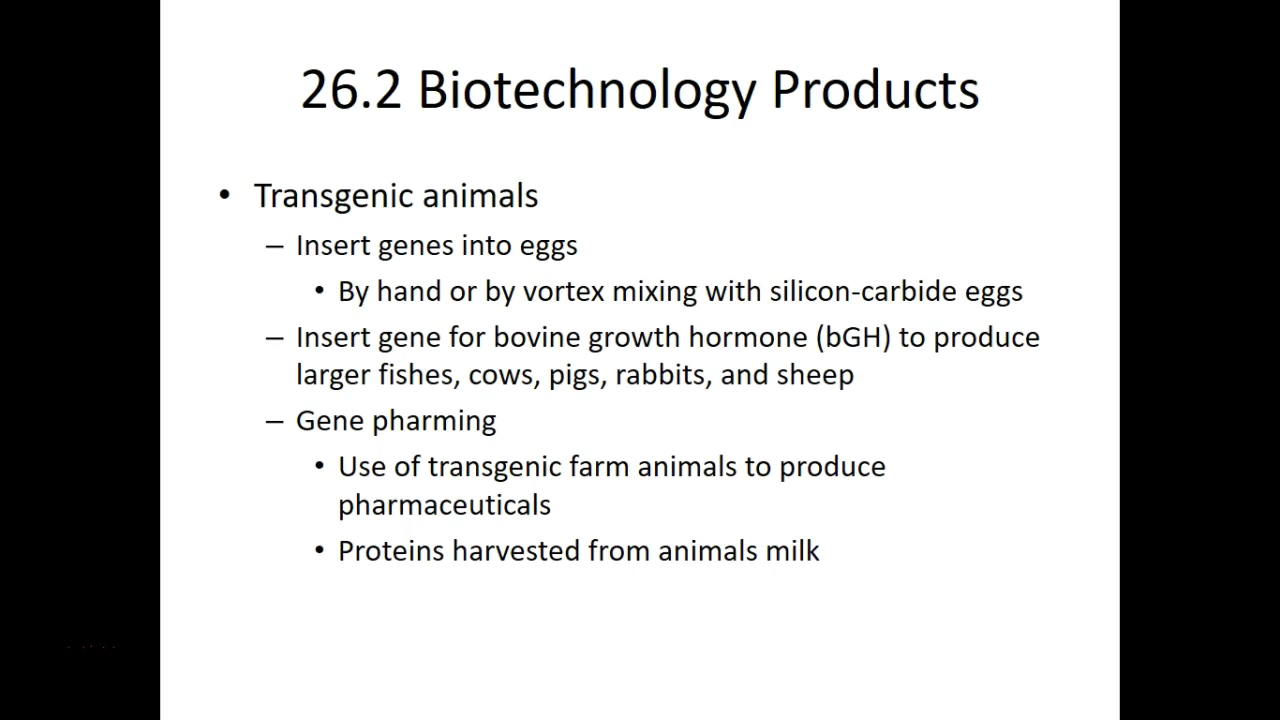 26.2 Biotechnology Products
• Transgenic animals
– Insert genes into eggs
• By hand or by vortex mixing with silicon-carbide eggs
– Insert gene for bovine growth hormone (bGH) to produce
larger fishes, cows, pigs, rabbits, and sheep
– Gene pharming
• Use of transgenic farm animals to produce
pharmaceuticals
• Proteins harvested from animals milk